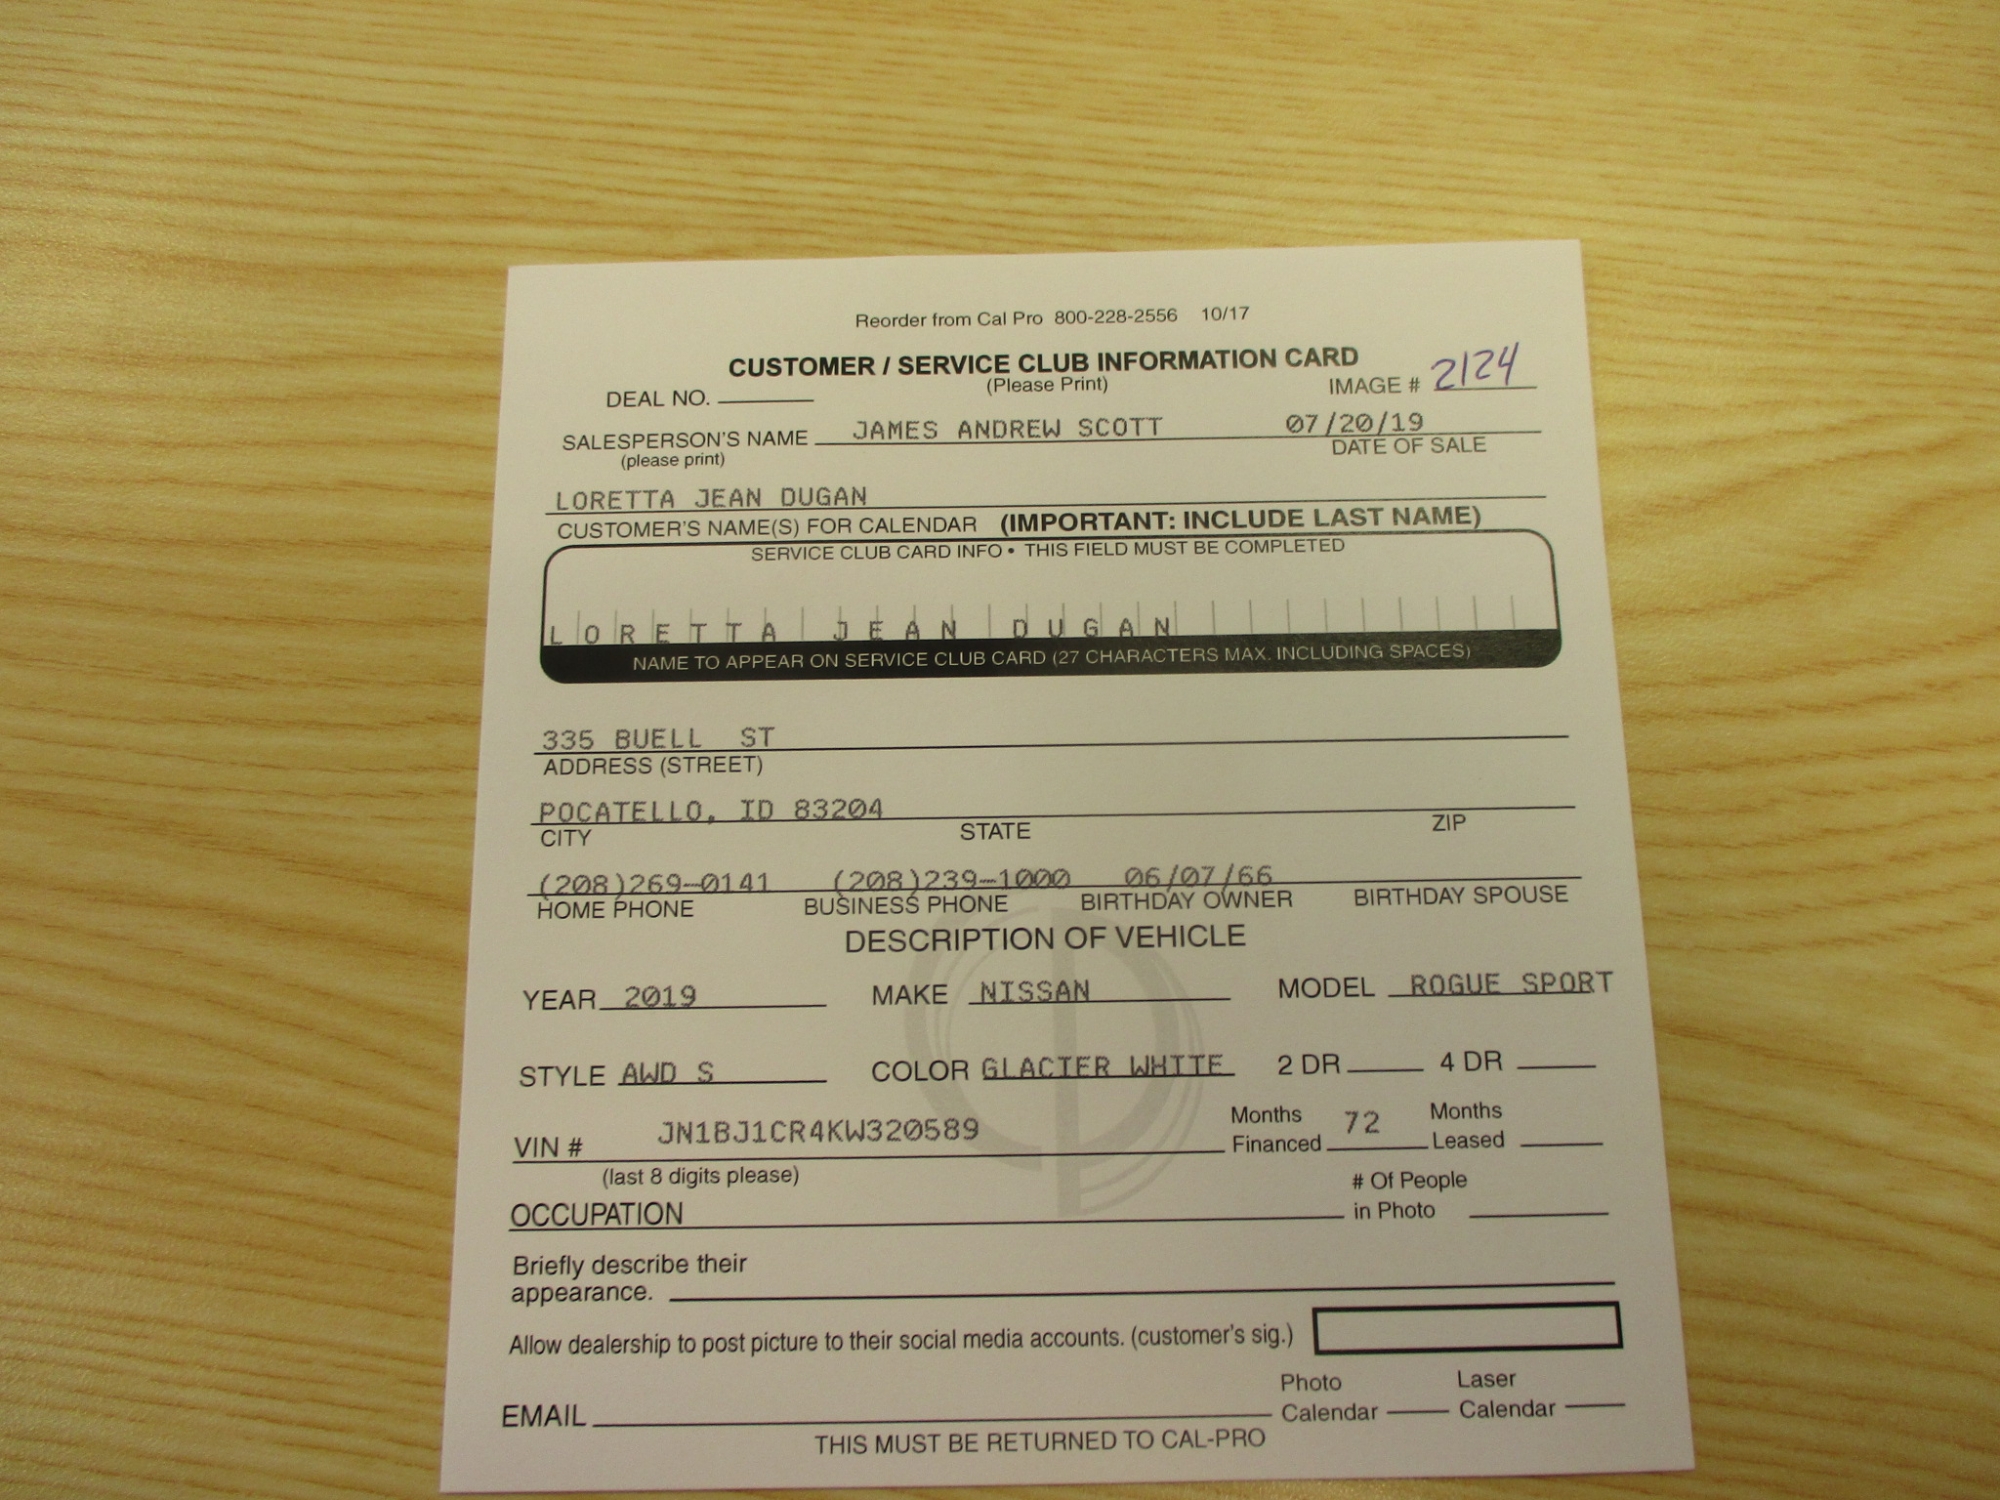 Reorder from Cal Pro 800-228-2556 10/17
CUSTOMER / SERVICE CLUB INFORMATION CARD
(Please Print)
DEAL NO.
IMAGE # 2124
SALESPERSON'S NAME JAMES ANDREW SCOTT 07/20/19
(please print) DATE OF SALE
LORETTA JEAN DUGAN
CUSTOMER'S NAME(S) FOR CALENDAR (IMPORTANT: INCLUDE LAST NAME)
SERVICE CLUB CARD INFO • THIS FIELD MUST BE COMPLETED
LORETTA JEAN DUGAN
NAME TO APPEAR ON SERVICE CLUB CARD (27 CHARACTERS MAX. INCLUDING SPACES)
335 BUELL ST
ADDRESS (STREET)
POCATELLO, ID 83204
CITY STATE ZIP
(208)269-0141 (208)239-1000 06/07/66
HOME PHONE BUSINESS PHONE BIRTHDAY OWNER BIRTHDAY SPOUSE
DESCRIPTION OF VEHICLE
YEAR 2019 MAKE NISSAN MODEL ROGUE SPORT
STYLE AWD S COLOR GLACIER WHITE 2 DR 4 DR
VIN # JN1BJ1CR4KW320589 Months Financed 72 Months Leased
(last 8 digits please)
OCCUPATION # Of People in Photo
Briefly describe their
appearance.
Allow dealership to post picture to their social media accounts. (customer's sig.)
EMAIL Photo Calendar Laser Calendar
THIS MUST BE RETURNED TO CAL-PRO